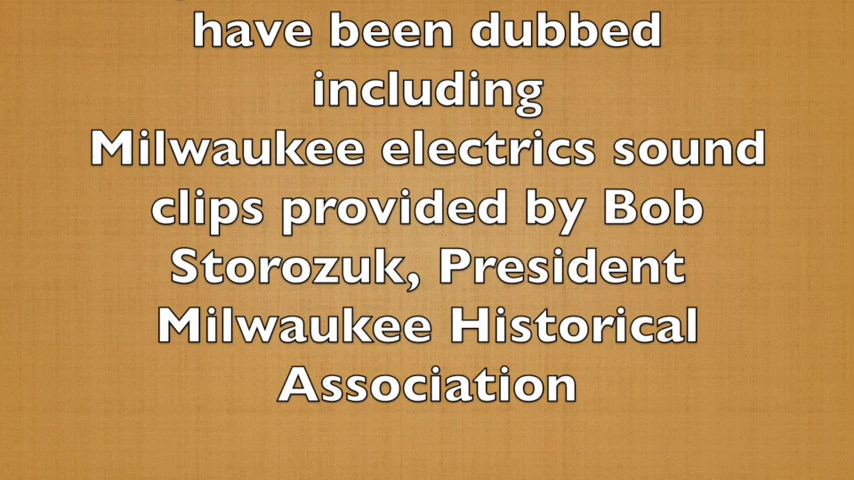 have been dubbed
including
Milwaukee electrics sound
clips provided by Bob
Storozuk, President
Milwaukee Historical
Association